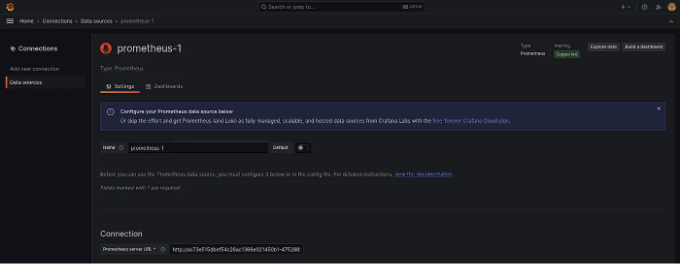 Search or jump to...
Home > Connections > Data sources > prometheus-1
Connections
Add new connection
Data sources
prometheus-1
Type: Prometheus
Type
Prometheus
Alerting
Supported
Explore data
Build a dashboard
Settings
Dashboards
Configure your Prometheus data source below
Or skip the effort and get Prometheus (and Loki) as fully-managed, scalable, and hosted data sources from Grafana Labs with the free-forever Grafana Cloud plan.
Name
prometheus-1
Default
Before you can use the Prometheus data source, you must configure it below or in the config file. For detailed instructions, view the documentation.
Fields marked with * are required
Connection
Prometheus server URL *